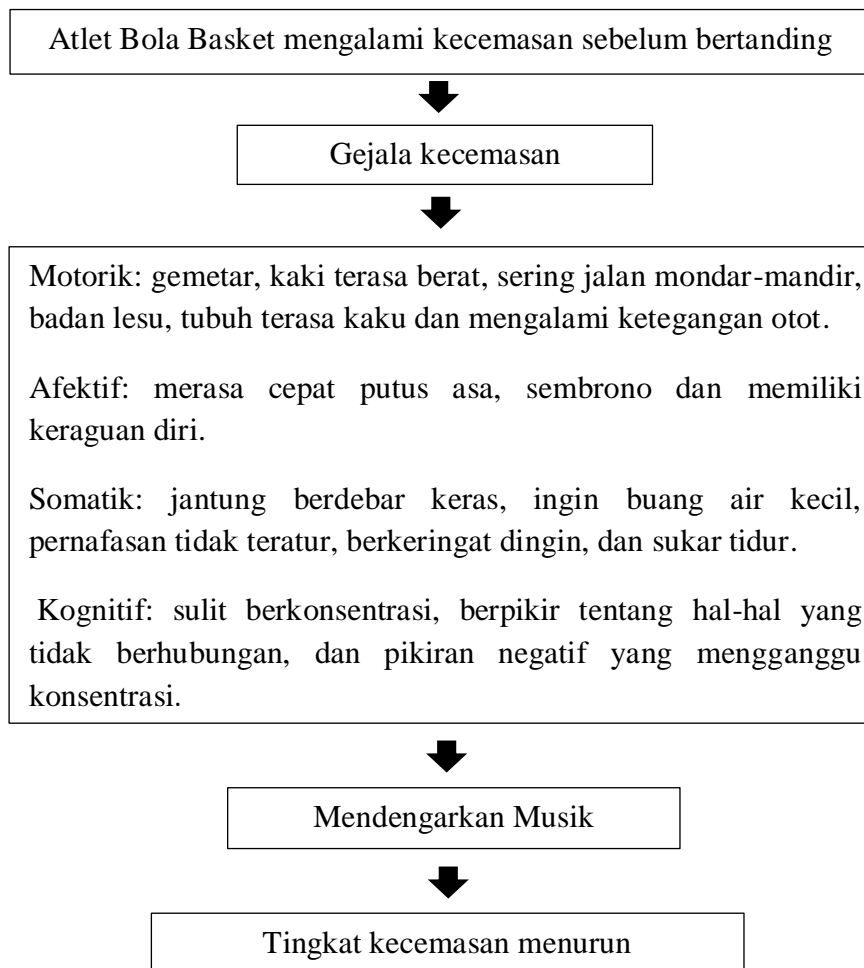 Atlet Bola Basket mengalami kecemasan sebelum bertanding
Gejala kecemasan
Motorik: gemetar, kaki terasa berat, sering jalan mondar-mandir,
badan lesu, tubuh terasa kaku dan mengalami ketegangan otot.
Afektif: merasa cepat putus asa, sembrono dan memiliki
keraguan diri.
Somatik: jantung berdebar keras, ingin buang air kecil,
pernafasan tidak teratur, berkeringat dingin, dan sukar tidur.
Kognitif: sulit berkonsentrasi, berpikir tentang hal-hal yang
tidak berhubungan, dan pikiran negatif yang mengganggu
konsentrasi.
Mendengarkan Musik
Tingkat kecemasan menurun